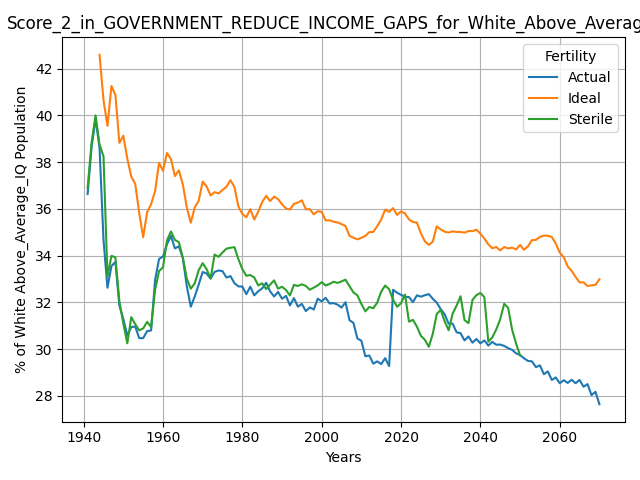 Score_2_in_GOVERNMENT_REDUCE_INCOME_GAPS_for_White_Above_Averag
Fertility
Actual
Ideal
Sterile
% of White Above_Average_IQ Population
42
40
38
36
34
32
30
28
1940 1960 1980 2000 2020 2040 2060
Years